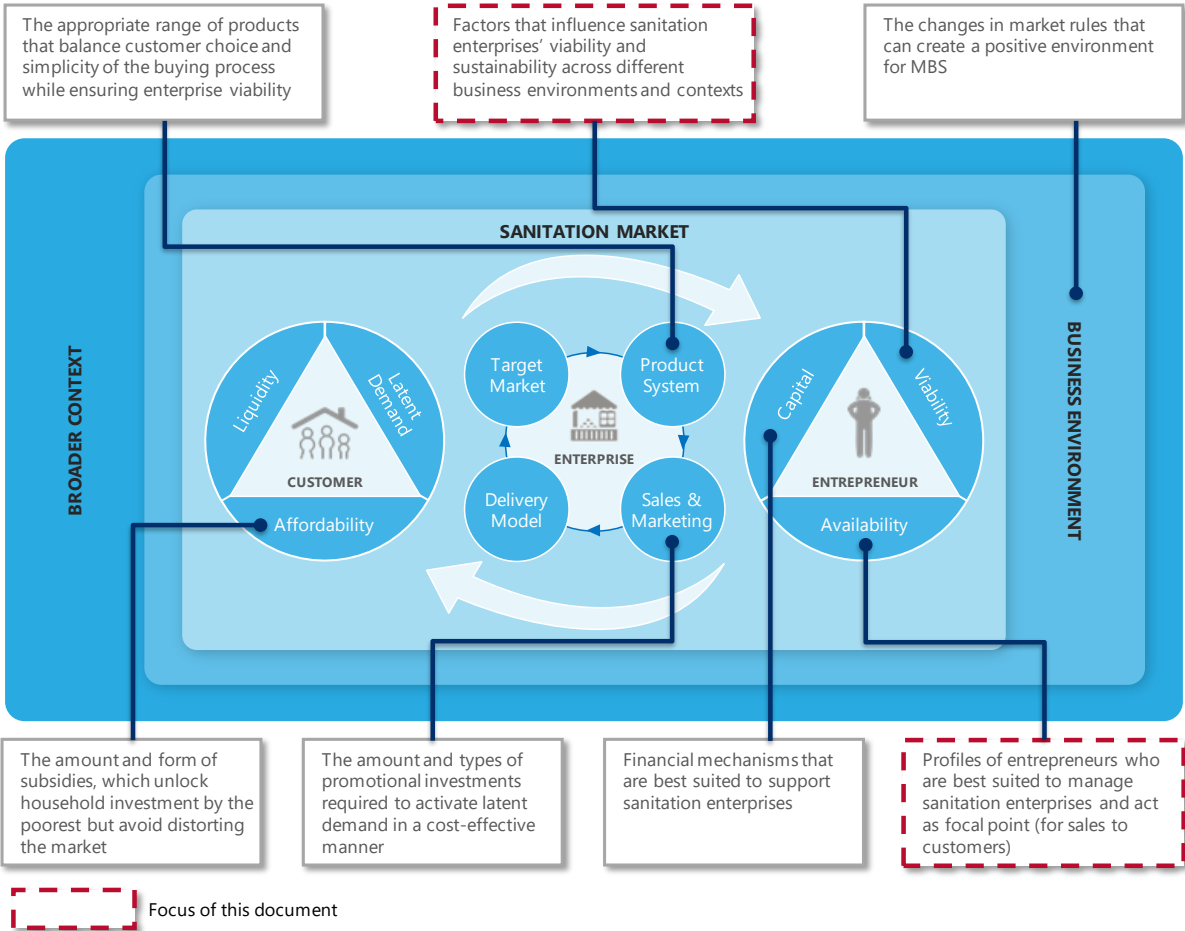 The appropriate range of products
that balance customer choice and
simplicity of the buying process
while ensuring enterprise viability
Factors that influence sanitation
enterprises’ viability and
sustainability across different
business environments and contexts
The changes in market rules that
can create a positive environment
for MBS
SANITATION MARKET
BROADER CONTEXT
BUSINESS ENVIRONMENT
Liquidity
Latent
Demand
CUSTOMER
Affordability
Target
Market
Product
System
ENTERPRISE
Delivery
Model
Sales &
Marketing
Capital
Viability
ENTREPRENEUR
Availability
The amount and form of
subsidies, which unlock
household investment by the
poorest but avoid distorting
the market
The amount and types of
promotional investments
required to activate latent
demand in a cost-effective
manner
Financial mechanisms that
are best suited to support
sanitation enterprises
Profiles of entrepreneurs who
are best suited to manage
sanitation enterprises and act
as focal point (for sales to
customers)
Focus of this document